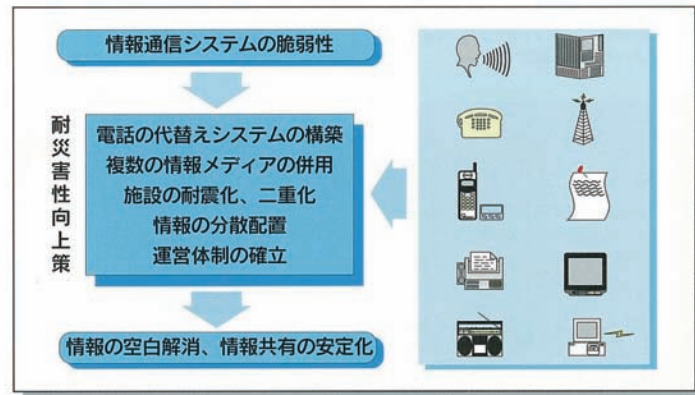 情報通信システムの脆弱性
耐災害性向上策
電話の代替えシステムの構築
複数の情報メディアの併用
施設の耐震化、二重化
情報の分散配置
運営体制の確立
情報の空白解消、情報共有の安定化